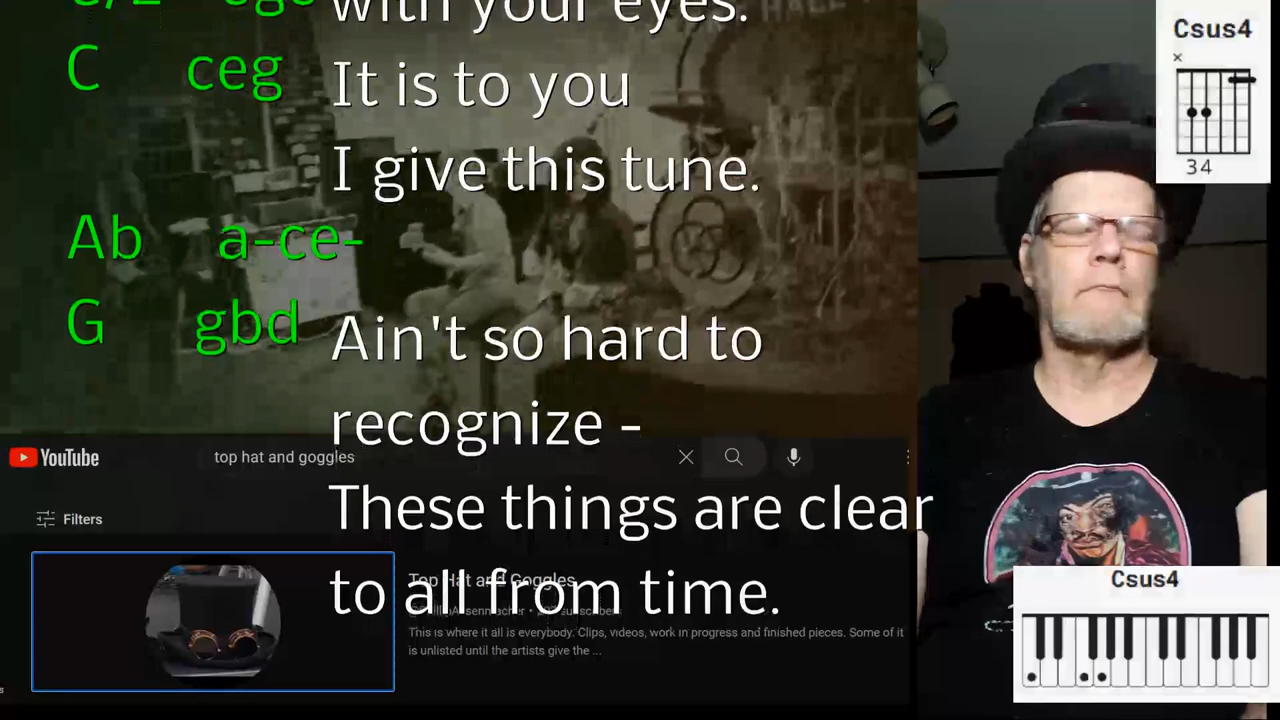 with your eyes.
C ceg
It is to you
I give this tune.
Ab a-ce-
G gbd
Ain't so hard to
recognize -
These things are clear
to all from time.
Csus4
x
34
YouTube
top hat and goggles
Filters
Top Hat and Goggles
This is where it all is everybody. Clips, videos, work in progress and finished pieces. Some of it
is unlisted until the artists give the ...
Csus4